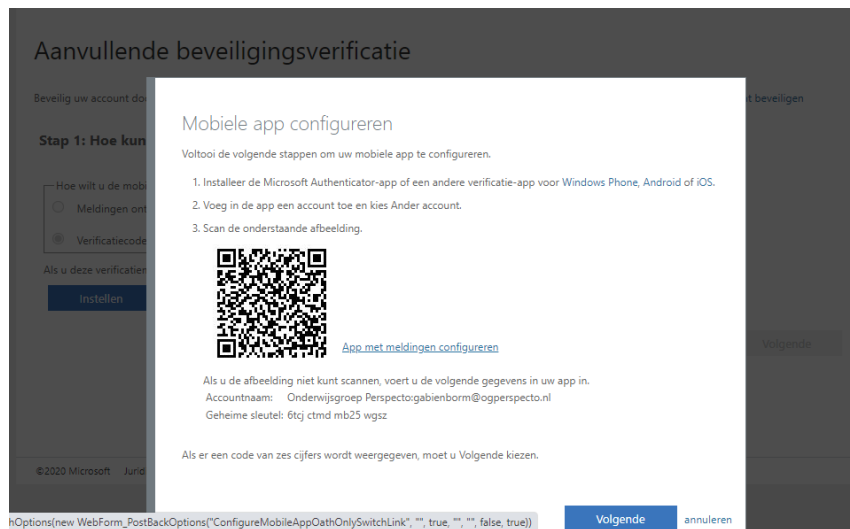 Aanvullende beveiligingsverificatie
Beveilig uw account do
t beveiligen
Stap 1: Hoe kun
Hoe wilt u de mobi
Meldingen ont
Verificatiecode
Als u deze verificatier
Instellen
Mobiele app configureren
Voltooi de volgende stappen om uw mobiele app te configureren.
1. Installeer de Microsoft Authenticator-app of een andere verificatie-app voor Windows Phone, Android of iOS.
2. Voeg in de app een account toe en kies Ander account.
3. Scan de onderstaande afbeelding.
App met meldingen configureren
Als u de afbeelding niet kunt scannen, voert u de volgende gegevens in uw app in.
Accountnaam: Onderwijsgroep Perspecto:gabienborm@ogperspecto.nl
Geheime sleutel: 6tcj ctmd mb25 wgsz
Als er een code van zes cijfers wordt weergegeven, moet u Volgende kiezen.
Volgende
©2020 Microsoft Jurid
hOptions(new WebForm_PostBackOptions("ConfigureMobileAppOathOnlySwitchLink", "", true, "", "", false, true))
Volgende annuleren